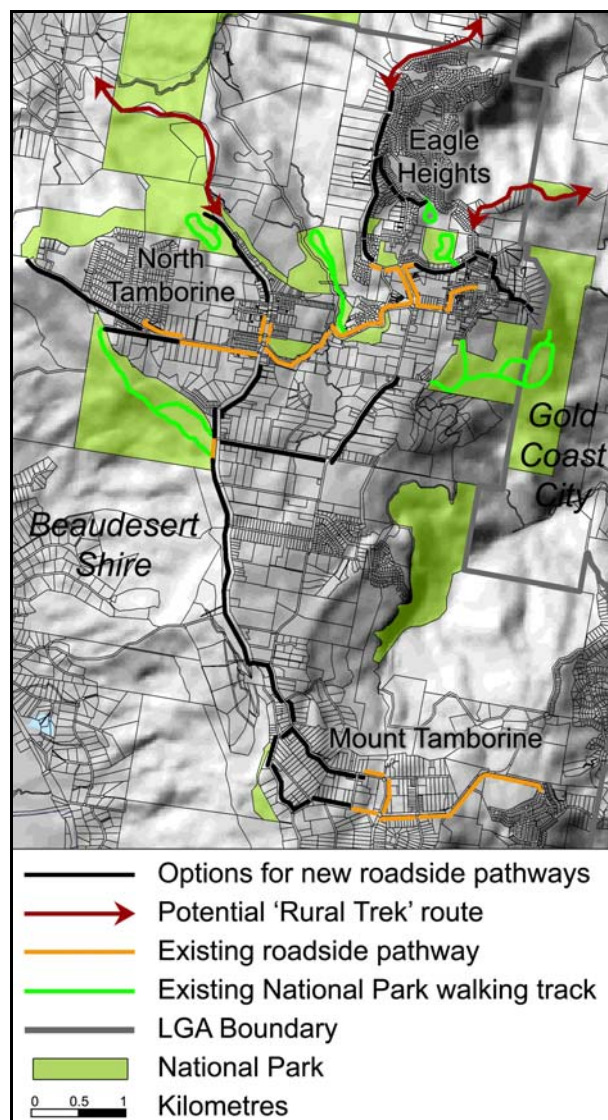 Eagle
Heights
North
Tamborine
Gold
Coast
City
Beaudesert
Shire
Mount Tamborine
Options for new roadside pathways
Potential ‘Rural Trek’ route
Existing roadside pathway
Existing National Park walking track
LGA Boundary
National Park
0 0.5 1
Kilometres